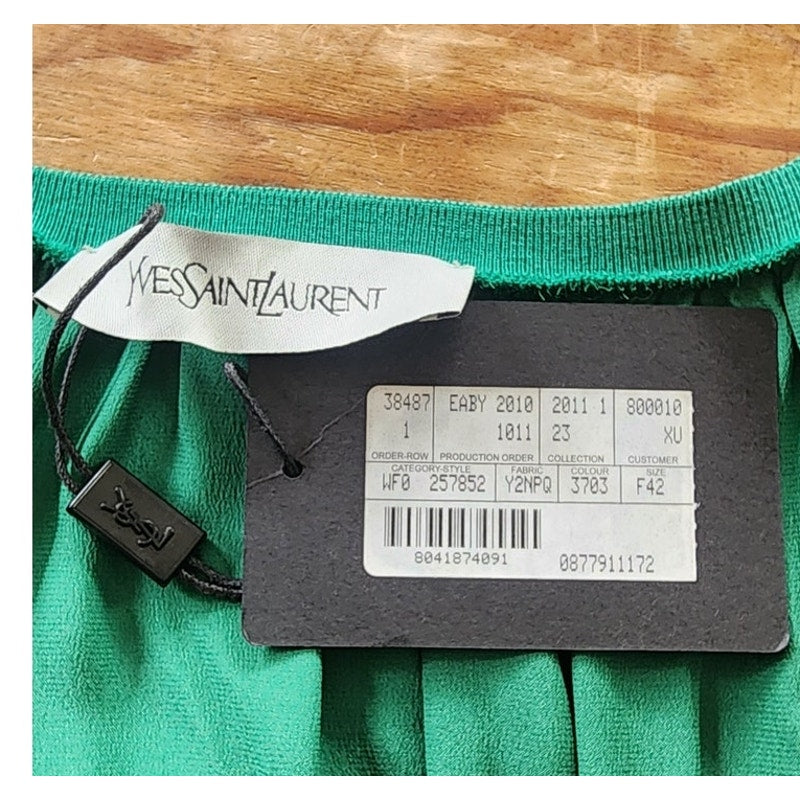 YVESSAINTLAURENT
38487 EABY 2010 2011 1 800010
1 1011 23 XU
ORDER-ROW PRODUCTION ORDER COLLECTION CUSTOMER
CATEGORY-STYLE FABRIC COLOUR SIZE
WF0 257852 Y2NPQ 3703 F42
8041874091 0877911172
YSL